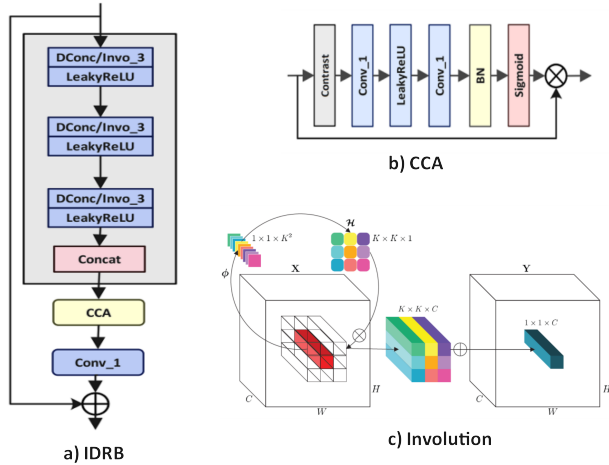 DConc/Invo_3
LeakyReLU
DConc/Invo_3
LeakyReLU
DConc/Invo_3
LeakyReLU
Concat
CCA
Conv_1
a) IDRB
Contrast
Conv_1
LeakyReLU
Conv_1
BN
Sigmoid
b) CCA
ℋ
1 × 1 × K²
K × K × 1
ϕ
X
K × K × C
H
C
W
Y
1 × 1 × C
H
C
W
c) Involution